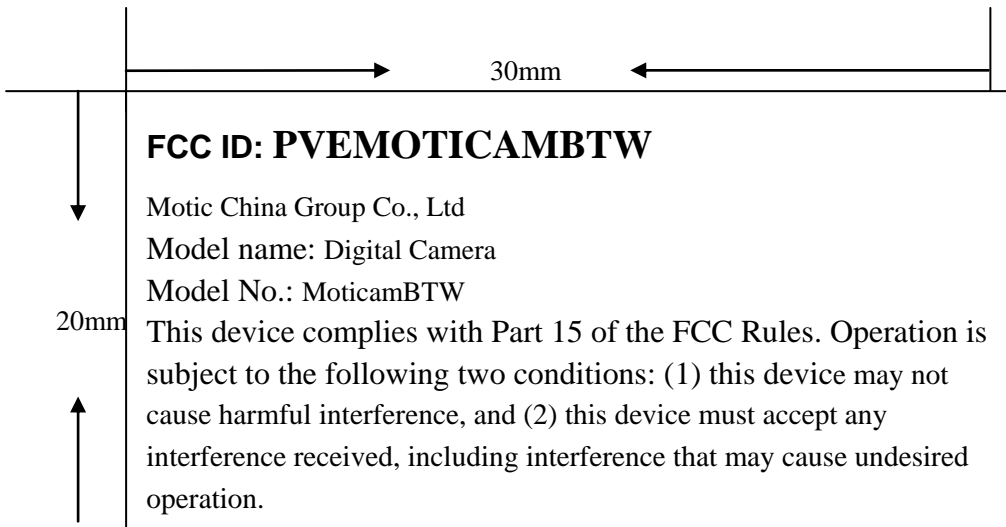 30mm
FCC ID: PVEMOTICAMBTW
Motic China Group Co., Ltd
Model name: Digital Camera
Model No.: MoticamBTW
20mm
This device complies with Part 15 of the FCC Rules. Operation is
subject to the following two conditions: (1) this device may not
cause harmful interference, and (2) this device must accept any
interference received, including interference that may cause undesired
operation.